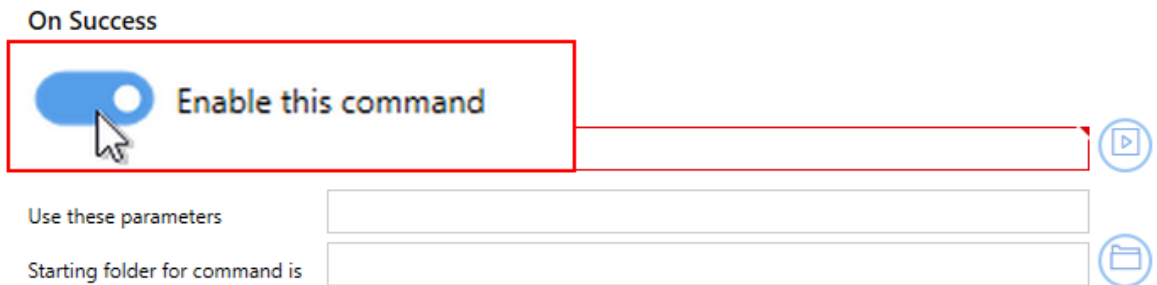 On Success
Enable this command
Use these parameters
Starting folder for command is